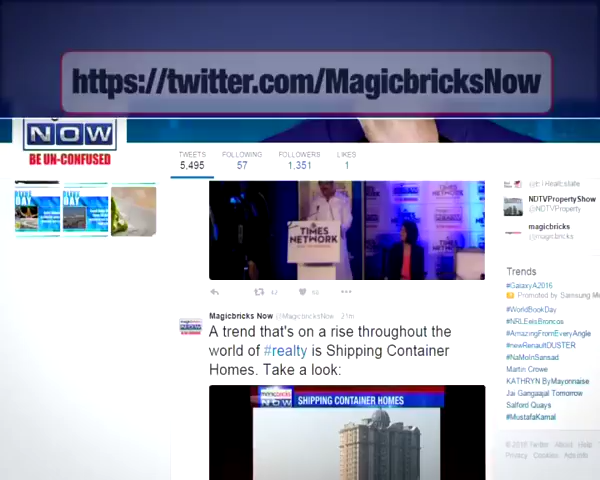 https://twitter.com/MagicbricksNow
NOW
BE UN-CONFUSED
TWEETS
5,495
FOLLOWING
57
FOLLOWERS
1,351
LIKES
1
TIMES
NETWORK
Magicbricks Now @MagicbricksNow
A trend that's on a rise throughout the
world of #realty is Shipping Container
Homes. Take a look:
NOW
SHIPPING CONTAINER HOMES
NDTVPropertyShow
@NDTVProperty
magicbricks
@magicbricks
Trends
#GalaxyA2016
Promoted by Samsung
#WorldBookDay
#NRLEelsBroncos
#AmazingFromEveryAngle
#newRenaultDUSTER
#NaMoInSansad
Martin Crowe
KATHRYN ByMayonnaise
Jai Gangaajal Tomorrow
Salford Quays
#MustafaKamal
© 2016 Twitter About Help
Privacy Cookies Ads info